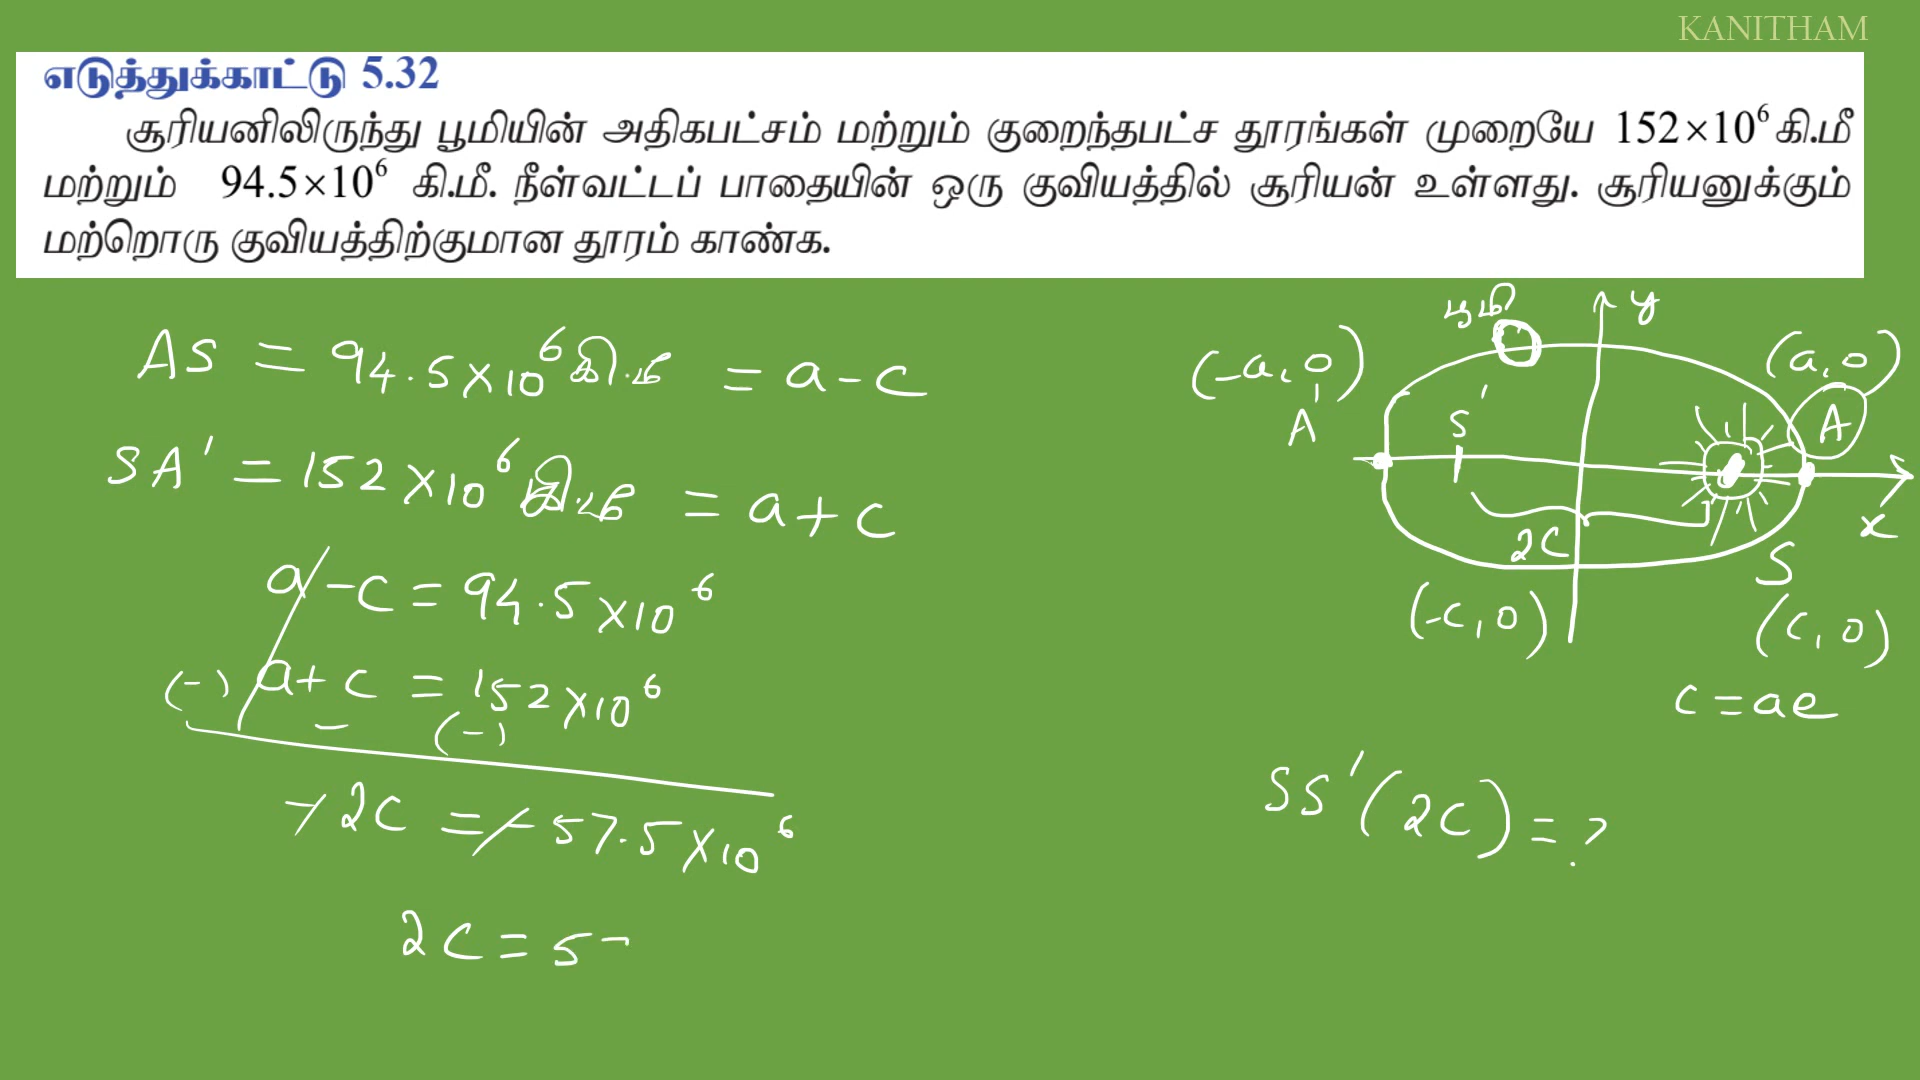 KANITHAM
எடுத்துக்காட்டு 5.32
சூரியனிலிருந்து பூமியின் அதிகபட்சம் மற்றும் குறைந்தபட்ச தூரங்கள் முறையே 152×10⁶ கி.மீ
மற்றும் 94.5×10⁶ கி.மீ. நீள்வட்டப் பாதையின் ஒரு குவியத்தில் சூரியன் உள்ளது. சூரியனுக்கும்
மற்றொரு குவியத்திற்குமான தூரம் காண்க.
AS = 94.5×10⁶ கி.மீ = a-c
SA' = 152×10⁶ கி.மீ = a+c
a-c = 94.5×10⁶
(-) a+c = 152×10⁶
- (-)
-2c = -57.5×10⁶
2c = 5
பூமி
y
(-a, 0)
(a, 0)
A'
S'
A
x
2c
S
(-c, 0)
(c, 0)
c = ae
SS' (2c) = ?